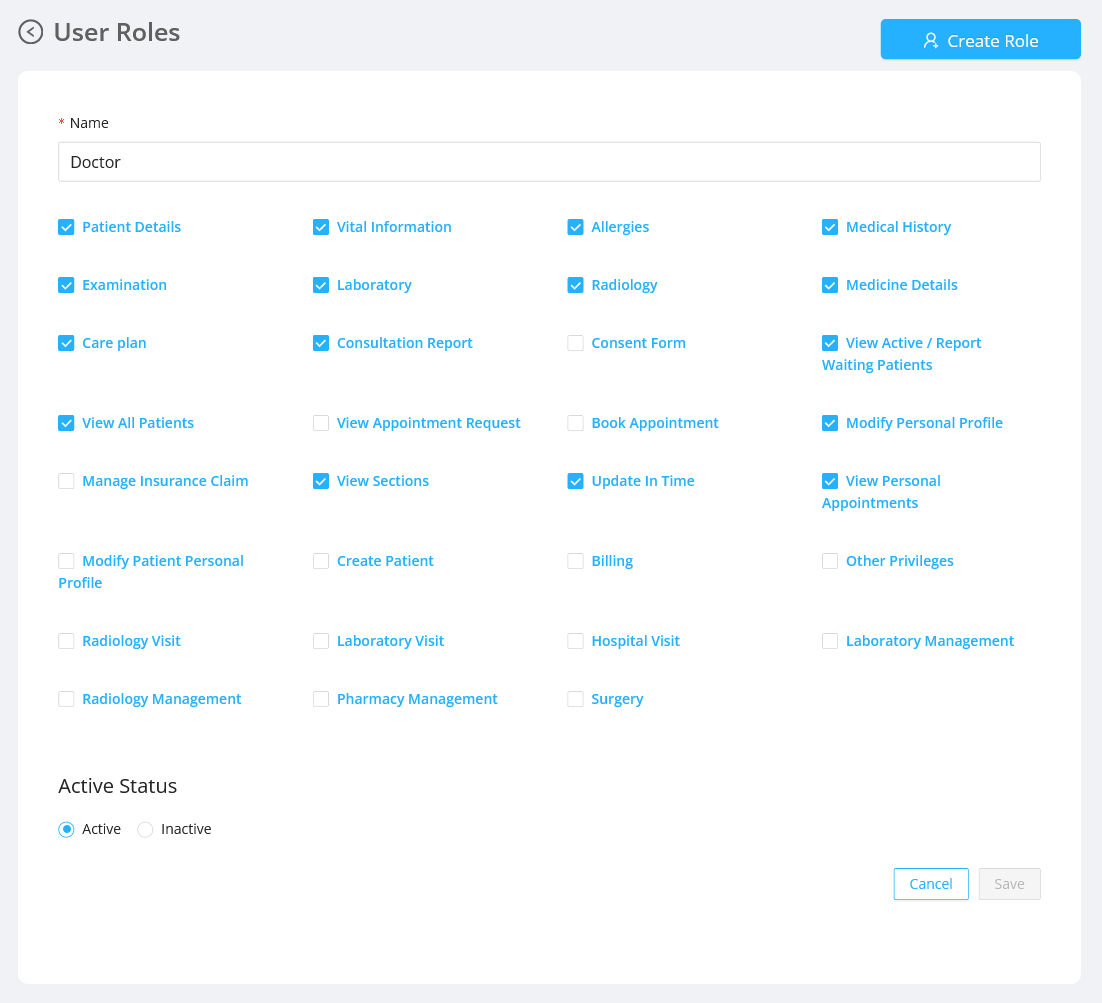 User Roles
Create Role
* Name
Doctor
Patient Details
Vital Information
Allergies
Medical History
Examination
Laboratory
Radiology
Medicine Details
Care plan
Consultation Report
Consent Form
View Active / Report
Waiting Patients
View All Patients
View Appointment Request
Book Appointment
Modify Personal Profile
Manage Insurance Claim
View Sections
Update In Time
View Personal
Appointments
Modify Patient Personal
Profile
Create Patient
Billing
Other Privileges
Radiology Visit
Laboratory Visit
Hospital Visit
Laboratory Management
Radiology Management
Pharmacy Management
Surgery
Active Status
Active
Inactive
Cancel
Save